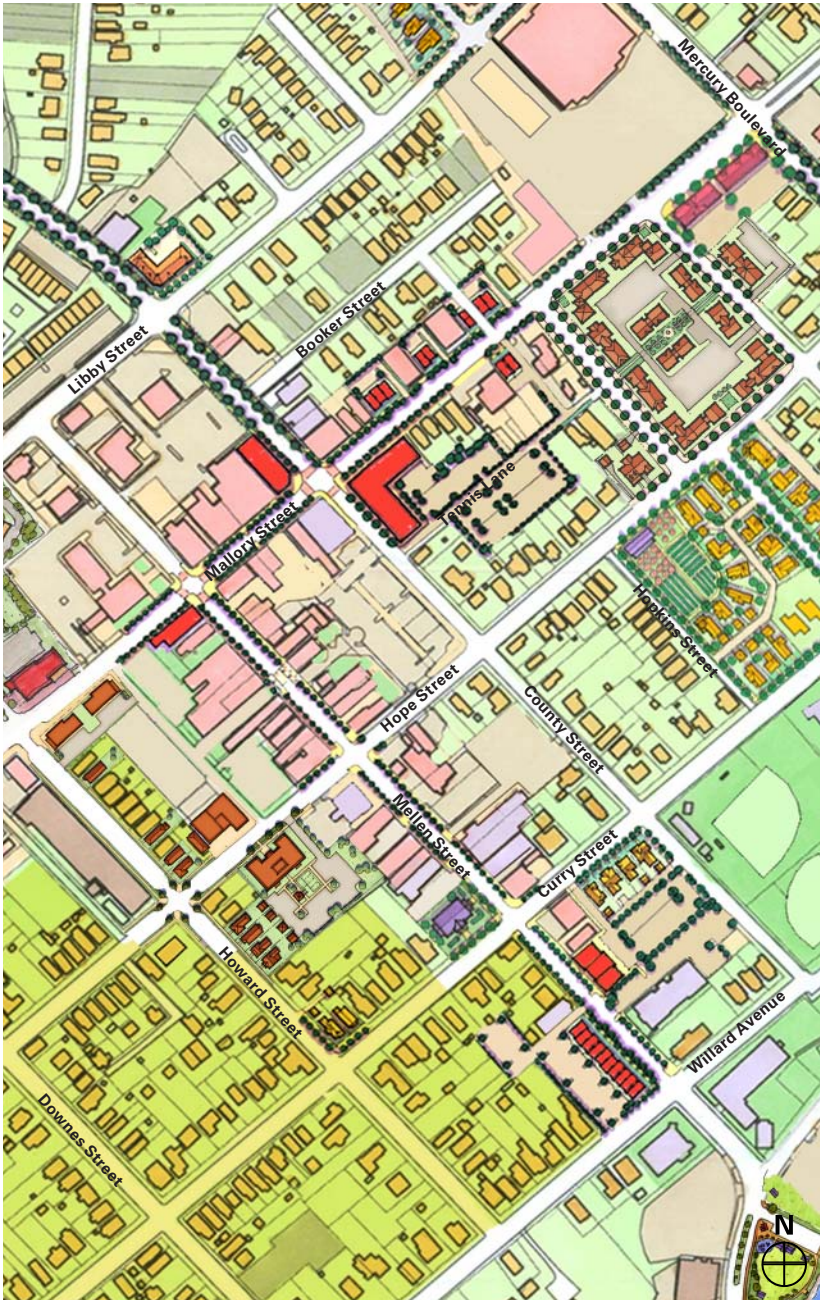 Mercury Boulevard
Libby Street
Booker Street
Tannis Lane
Mallory Street
Hopkins Street
Hope Street
County Street
Mellen Street
Curry Street
Howard Street
Willard Avenue
Downes Street
N